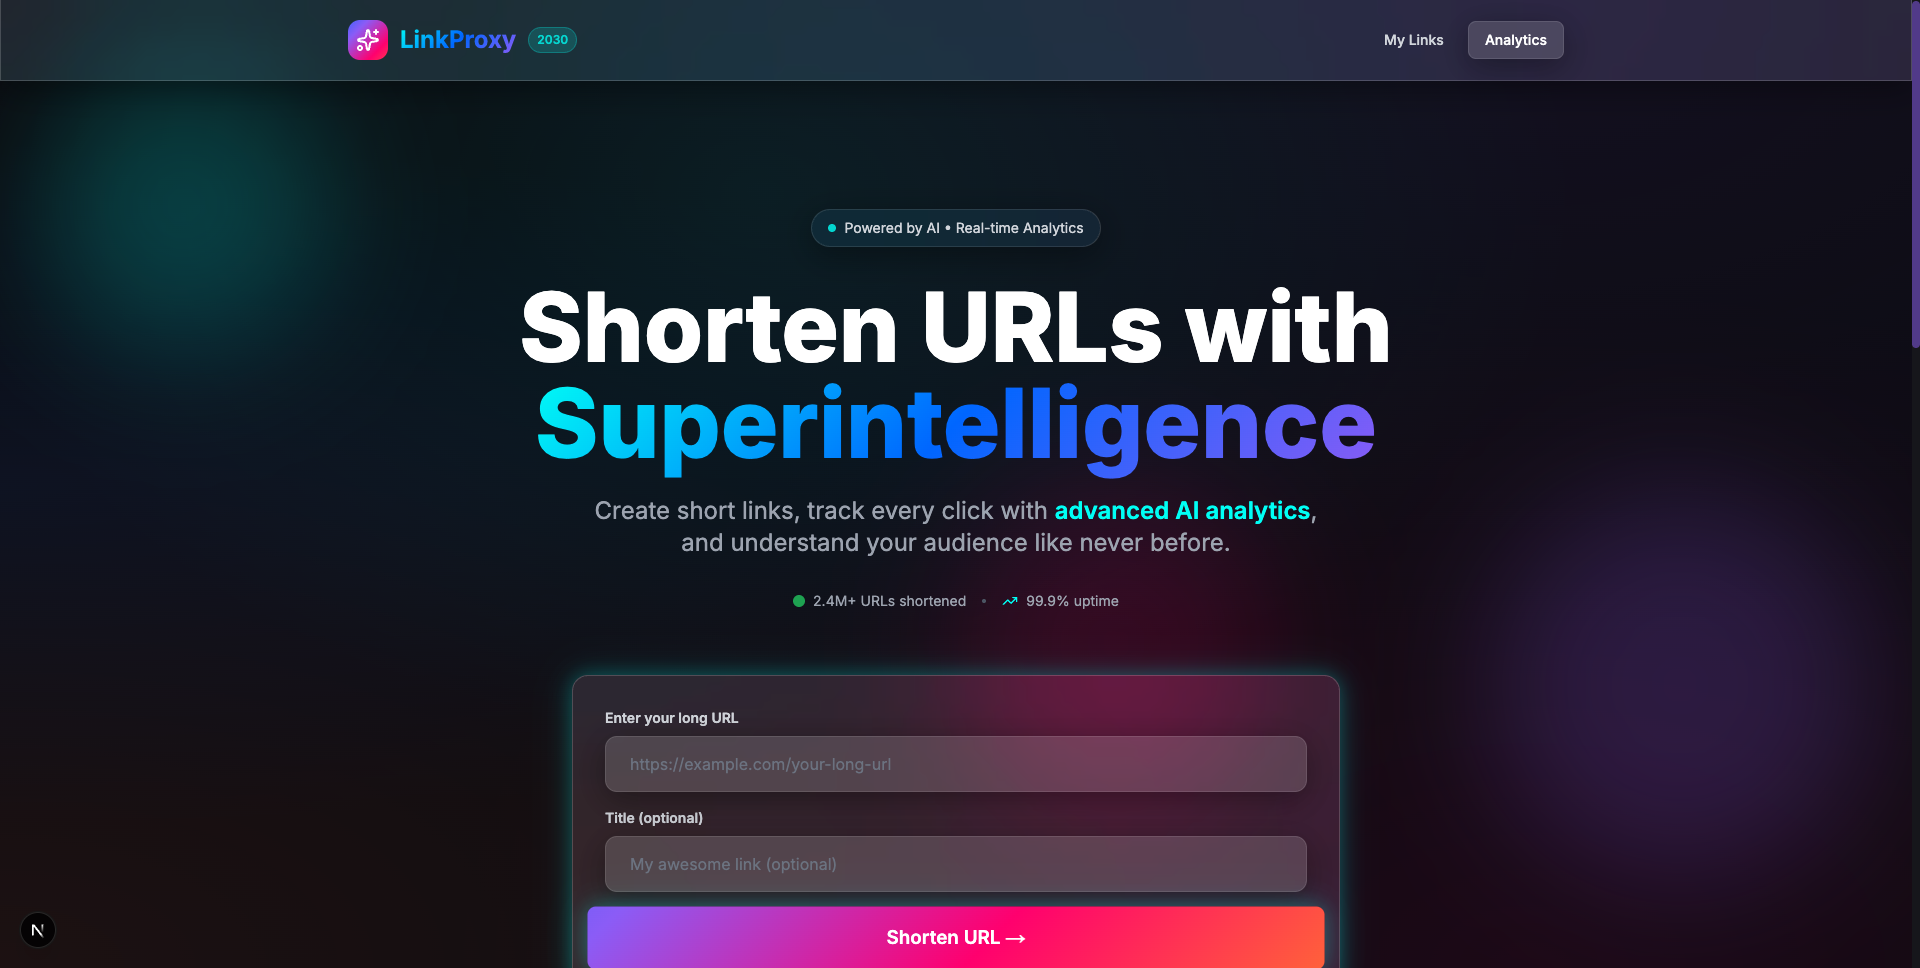 LinkProxy
2030
My Links
Analytics
Powered by AI • Real-time Analytics
Shorten URLs with
Superintelligence
Create short links, track every click with advanced AI analytics,
and understand your audience like never before.
2.4M+ URLs shortened • 99.9% uptime
Enter your long URL
https://example.com/your-long-url
Title (optional)
My awesome link (optional)
Shorten URL →
N